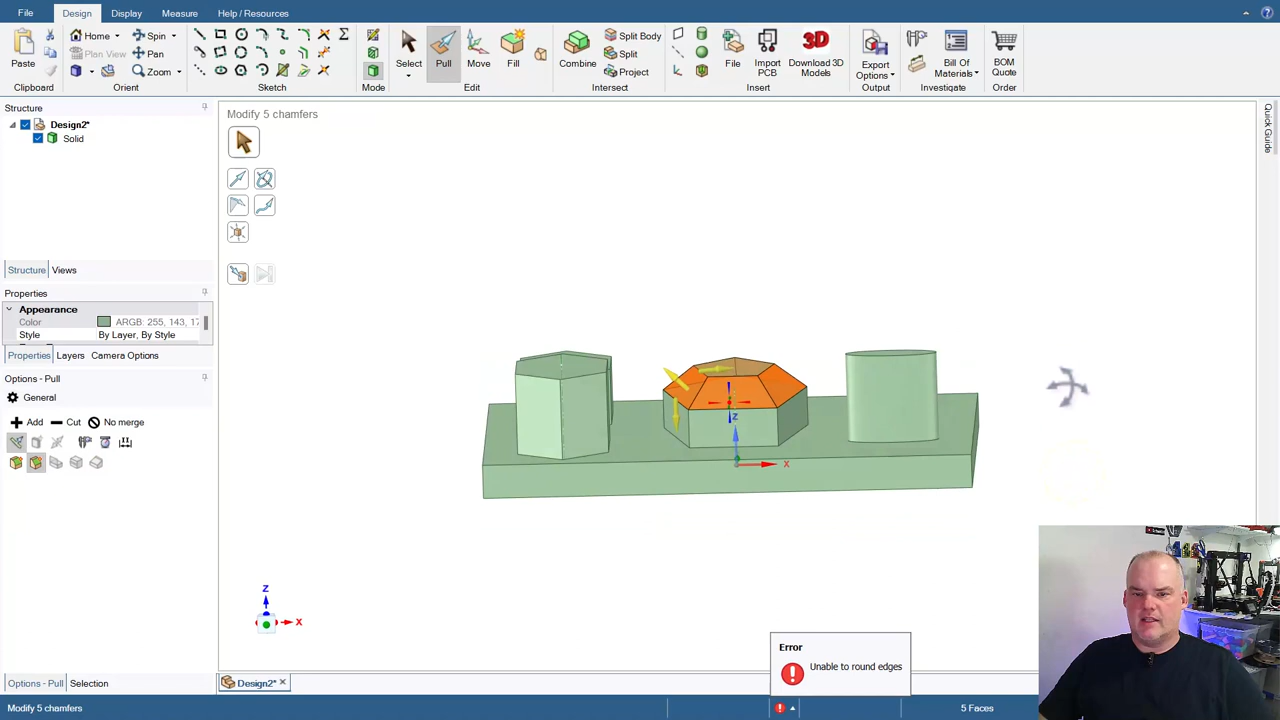 File Design Display Measure Help / Resources
Home Spin Split Body
Plan View Pan Split
Paste Zoom Select Pull Move Fill Combine Project File Import PCB Download 3D Models Export Options Bill Of Materials BOM Quote
Clipboard Orient Sketch Mode Edit Intersect Insert Output Investigate Order
3D
Structure
Design2*
Solid
Structure Views
Properties
Appearance
Color ARGB: 255, 143, 17
Style By Layer, By Style
Properties Layers Camera Options
Options - Pull
General
Add Cut No merge
Options - Pull Selection
Modify 5 chamfers
Quick Guide
Z
X
Z
X
Error
Unable to round edges
Design2*
Modify 5 chamfers
5 Faces